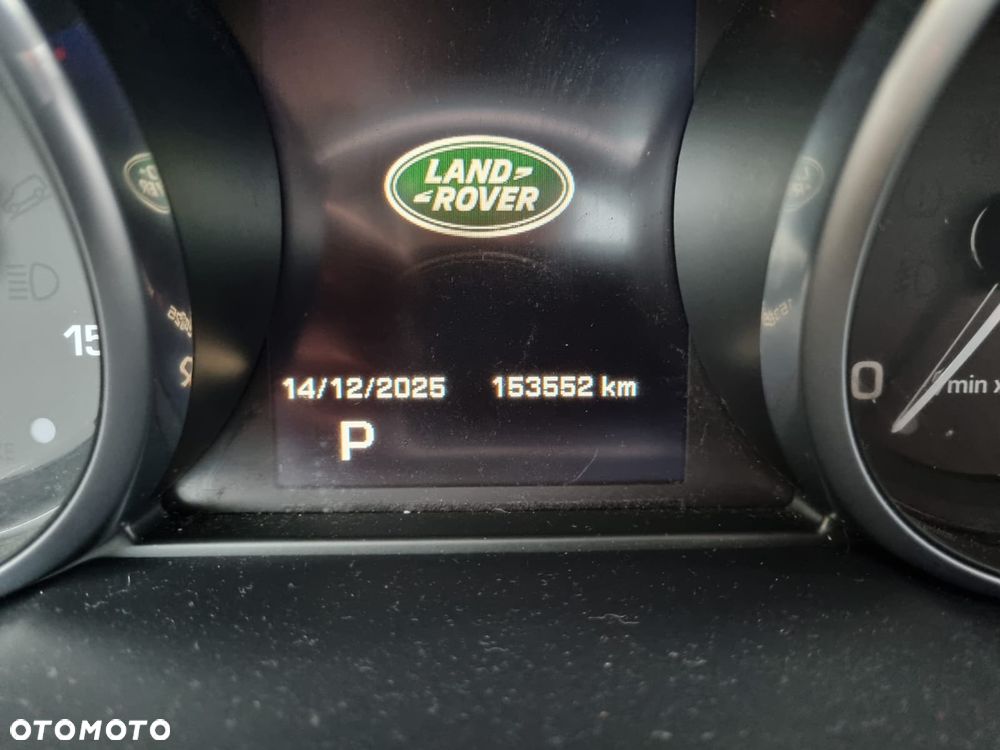 LAND
ROVER
15
14/12/2025 153552 km
0
min x
P
OTOMOTO